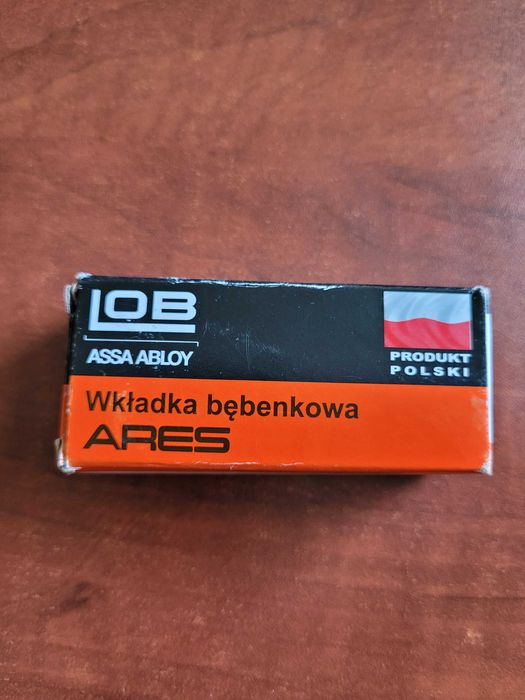 LOB
ASSA ABLOY
PRODUKT
POLSKI
Wkładka bębenkowa
ARES